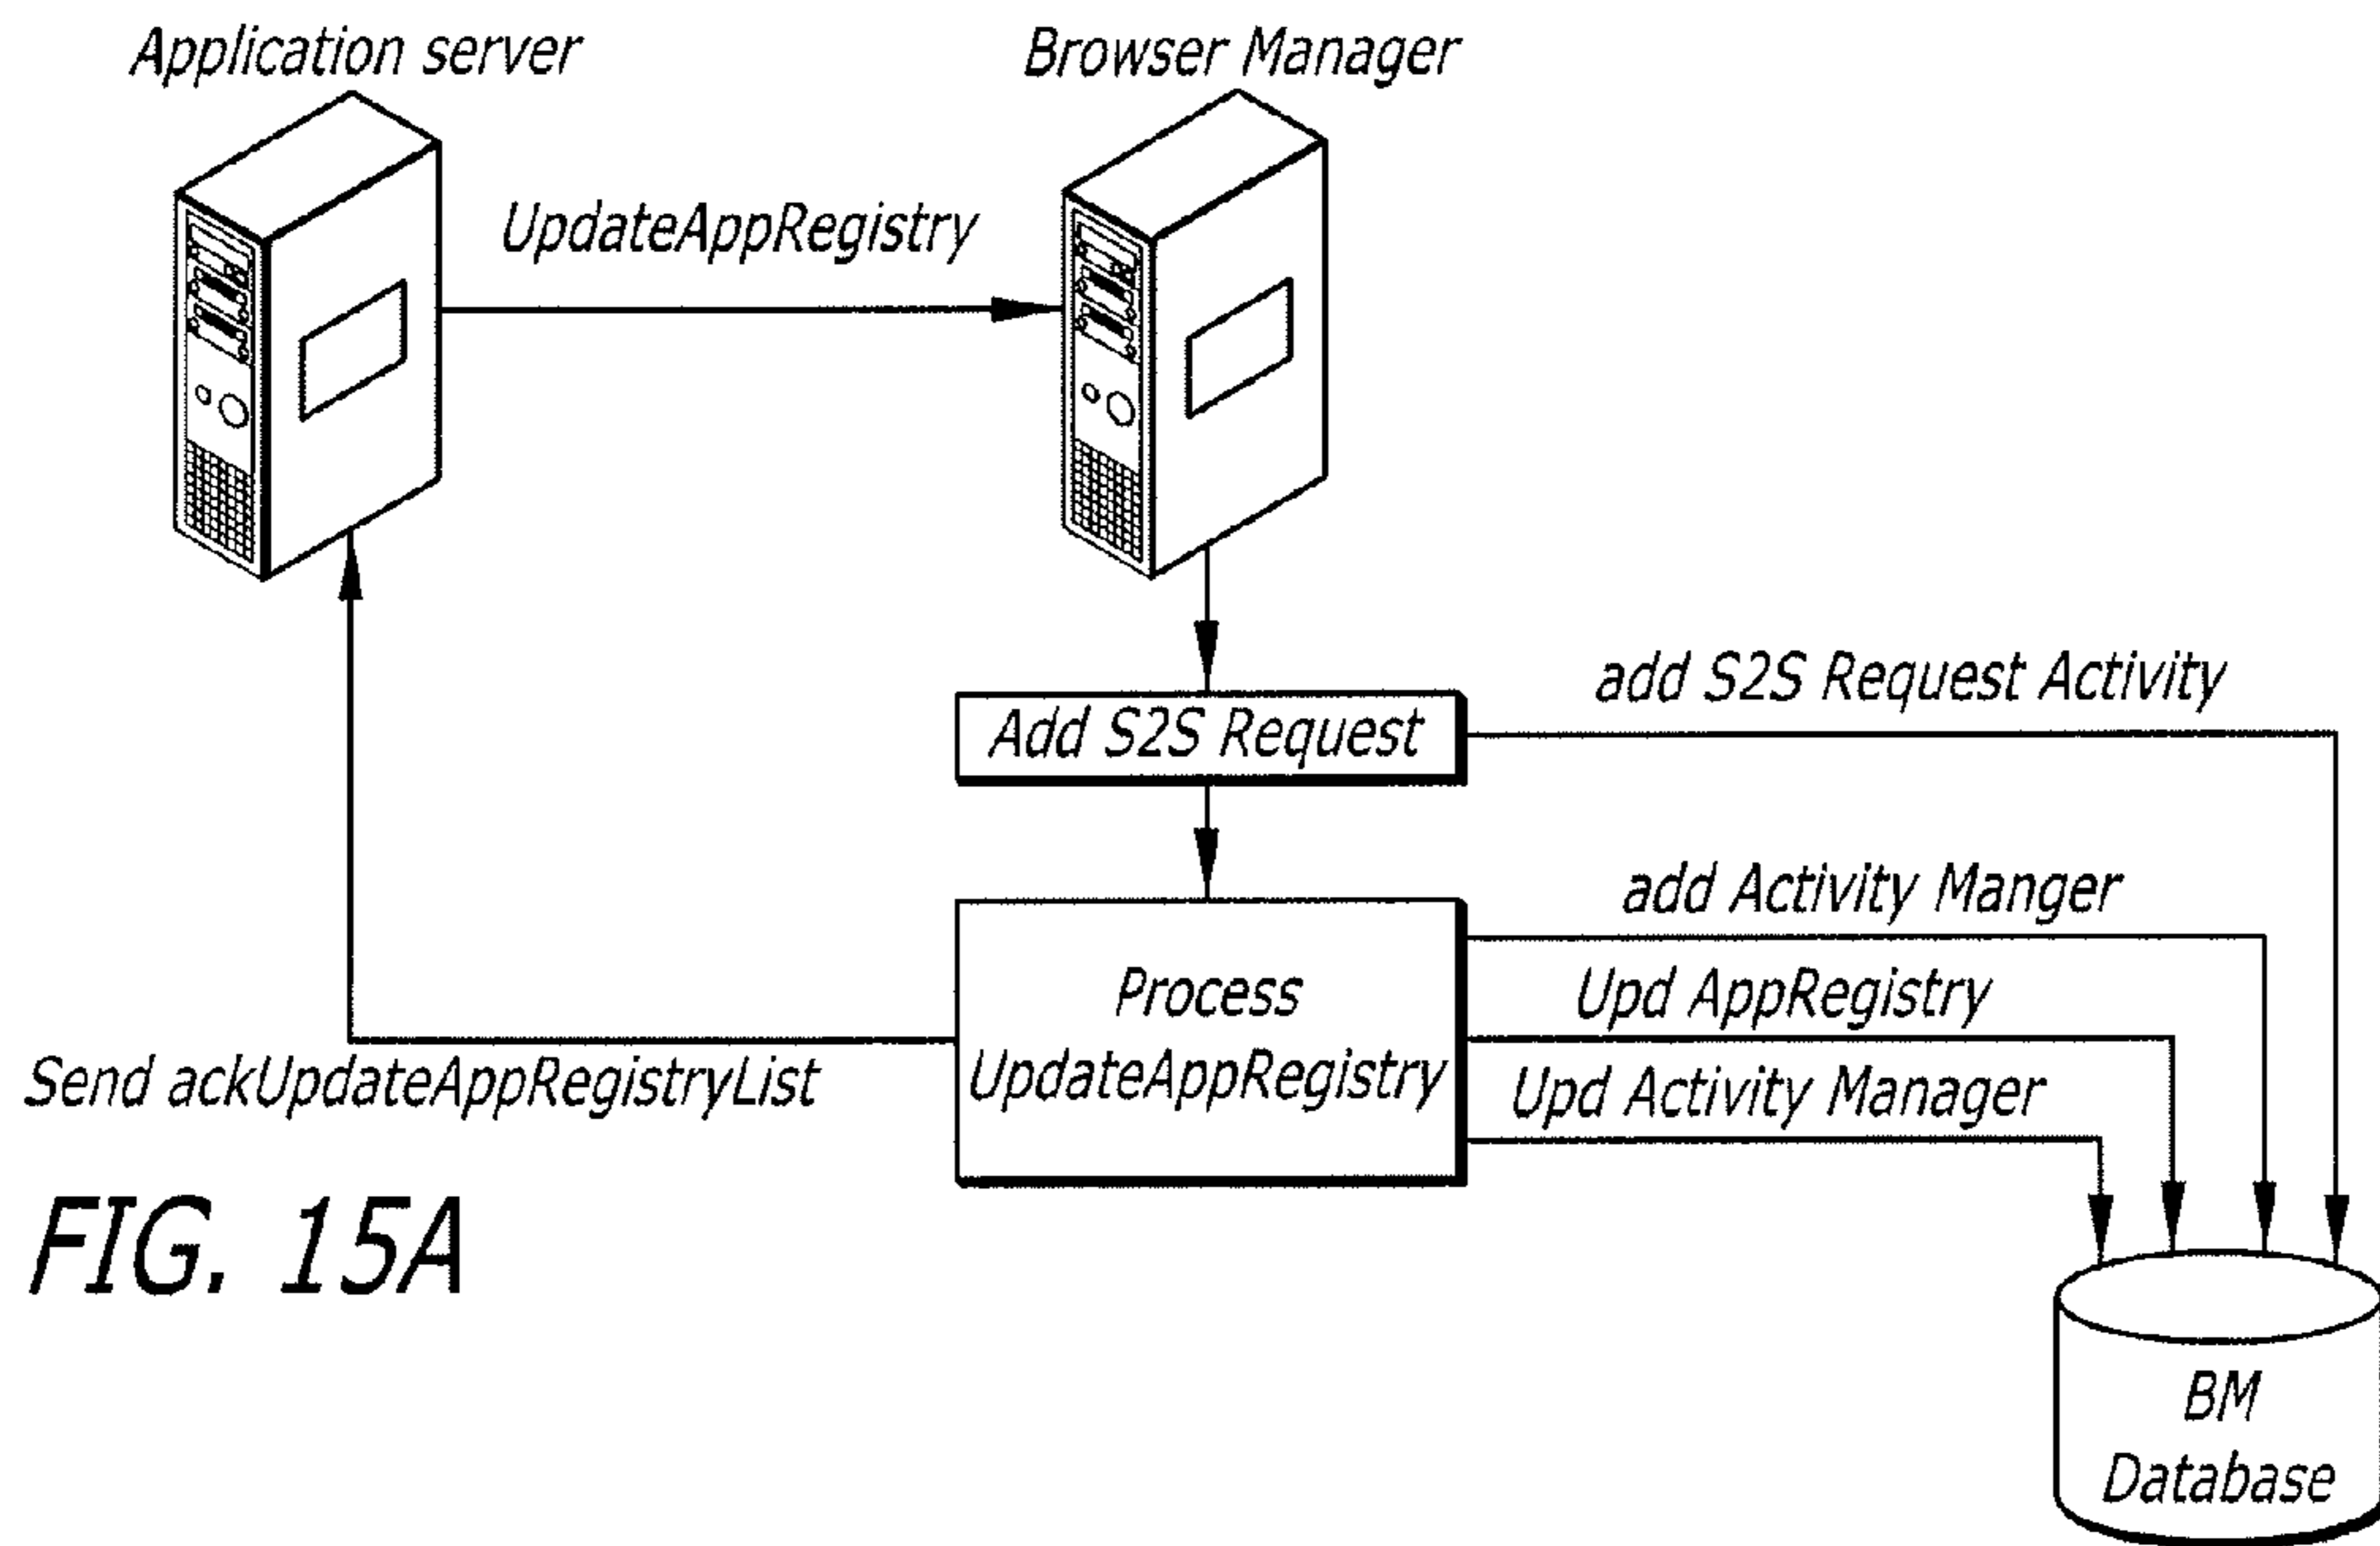 Application server
Browser Manager
UpdateAppRegistry
add S2S Request Activity
Add S2S Request
add Activity Manger
Process
UpdateAppRegistry
Upd AppRegistry
Upd Activity Manager
Send ackUpdateAppRegistryList
FIG. 15A
BM
Database